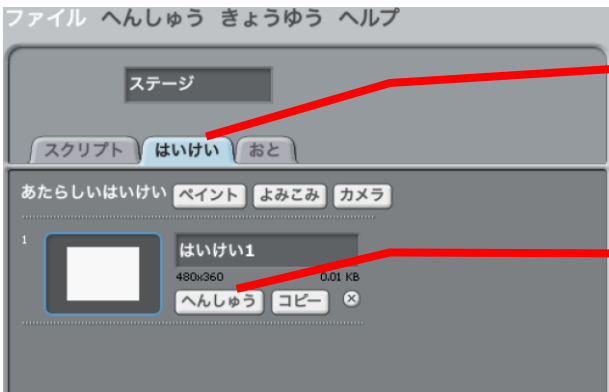 ファイル へんしゅう きょうゆう ヘルプ
ステージ
スクリプト はいけい おと
あたらしいはいけい ペイント よみこみ カメラ
1
はいけい1
480x360 0.01 KB
へんしゅう コピー